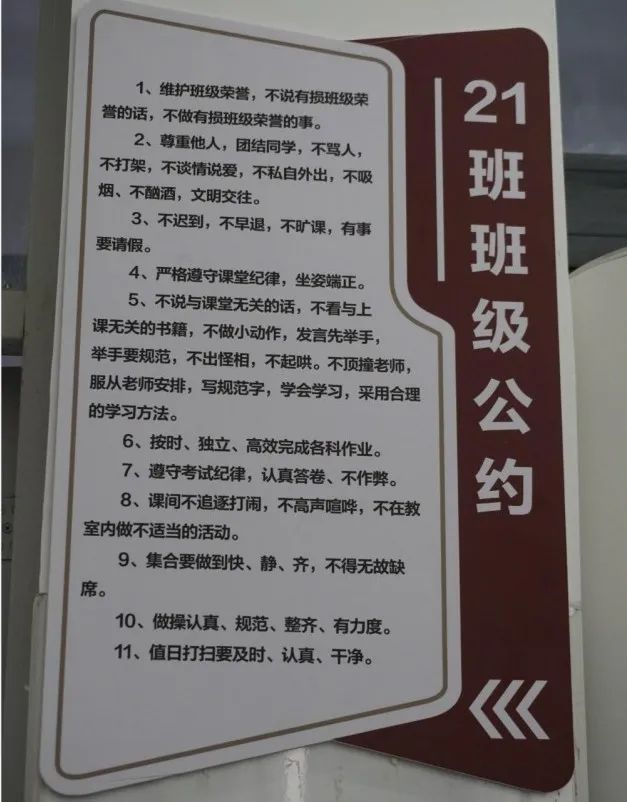 21班班级公约
1、维护班级荣誉，不说有损班级荣
誉的话，不做有损班级荣誉的事。
2、尊重他人，团结同学，不骂人，
不打架，不谈情说爱，不私自外出，不吸
烟、不酗酒，文明交往。
3、不迟到，不早退，不旷课，有事
要请假。
4、严格遵守课堂纪律，坐姿端正。
5、不说与课堂无关的话，不看与上
课无关的书籍，不做小动作，发言先举手，
举手要规范，不出怪相，不起哄。不顶撞老师，
服从老师安排，写规范字，学会学习，采用合理
的学习方法。
6、按时、独立、高效完成各科作业。
7、遵守考试纪律，认真答卷、不作弊。
8、课间不追逐打闹，不高声喧哗，不在教
室内做不适当的活动。
9、集合要做到快、静、齐，不得无故缺
席。
10、做操认真、规范、整齐、有力度。
11、值日打扫要及时、认真、干净。